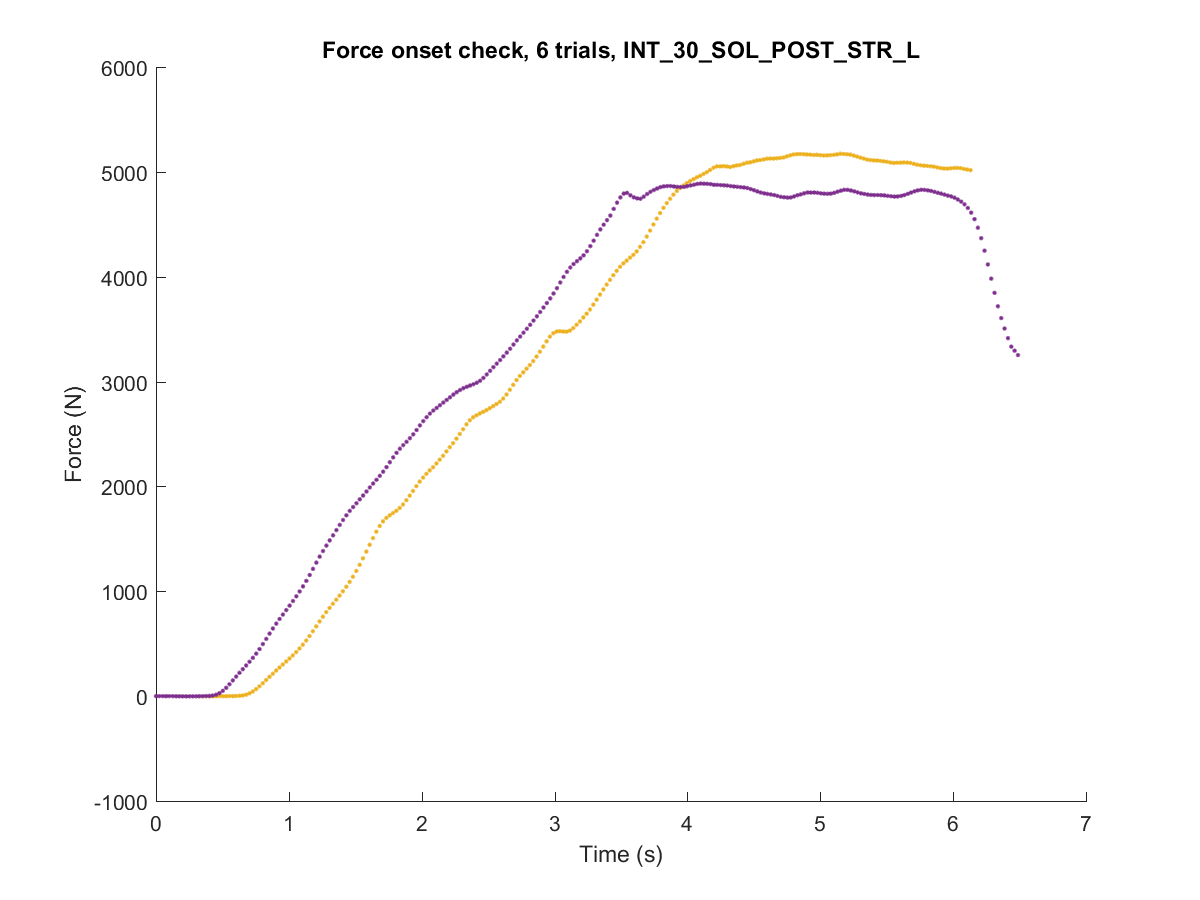 Force onset check, 6 trials, INT_30_SOL_POST_STR_L
6000
5000
4000
3000
2000
1000
0
-1000
Force (N)
0 1 2 3 4 5 6 7
Time (s)